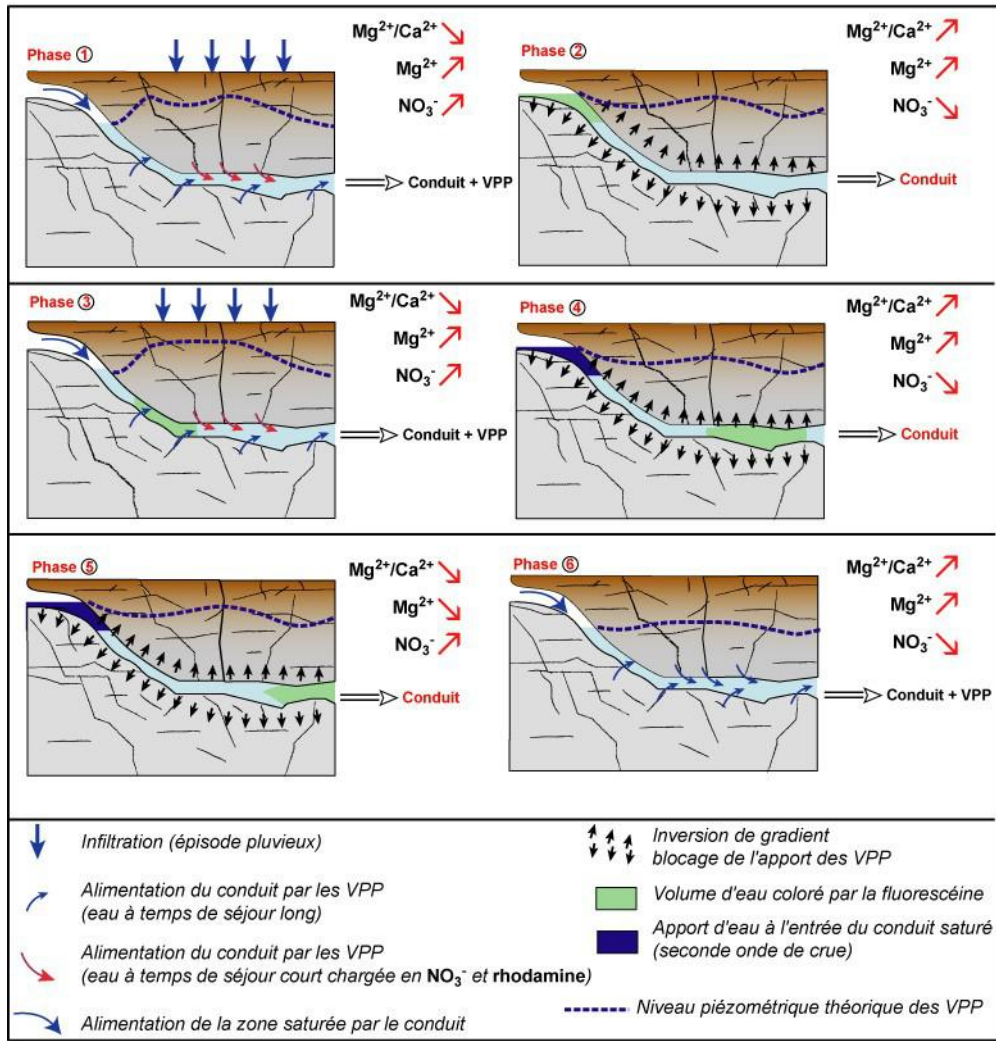 Phase ①
Mg²⁺/Ca²⁺
Mg²⁺
NO₃⁻
Conduit + VPP
Phase ②
Mg²⁺/Ca²⁺
Mg²⁺
NO₃⁻
Conduit
Phase ③
Mg²⁺/Ca²⁺
Mg²⁺
NO₃⁻
Conduit + VPP
Phase ④
Mg²⁺/Ca²⁺
Mg²⁺
NO₃⁻
Conduit
Phase ⑤
Mg²⁺/Ca²⁺
Mg²⁺
NO₃⁻
Conduit
Phase ⑥
Mg²⁺/Ca²⁺
Mg²⁺
NO₃⁻
Conduit + VPP
Infiltration (épisode pluvieux)
Alimentation du conduit par les VPP
(eau à temps de séjour long)
Alimentation du conduit par les VPP
(eau à temps de séjour court chargée en NO₃⁻ et rhodamine)
Alimentation de la zone saturée par le conduit
Inversion de gradient
blocage de l'apport des VPP
Volume d'eau coloré par la fluorescéine
Apport d'eau à l'entrée du conduit saturé
(seconde onde de crue)
Niveau piézométrique théorique des VPP